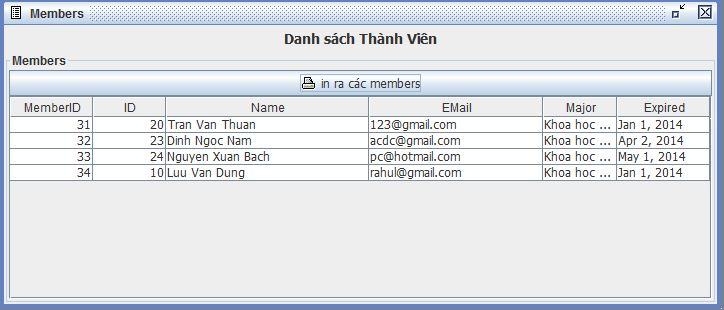 Members
Danh sách Thành Viên
Members
in ra các members
MemberID ID Name EMail Major Expired
31 20 Tran Van Thuan 123@gmail.com Khoa hoc ... Jan 1, 2014
32 23 Dinh Ngoc Nam acdc@gmail.com Khoa hoc ... Apr 2, 2014
33 24 Nguyen Xuan Bach pc@hotmail.com Khoa hoc ... May 1, 2014
34 10 Luu Van Dung rahul@gmail.com Khoa hoc ... Jan 1, 2014